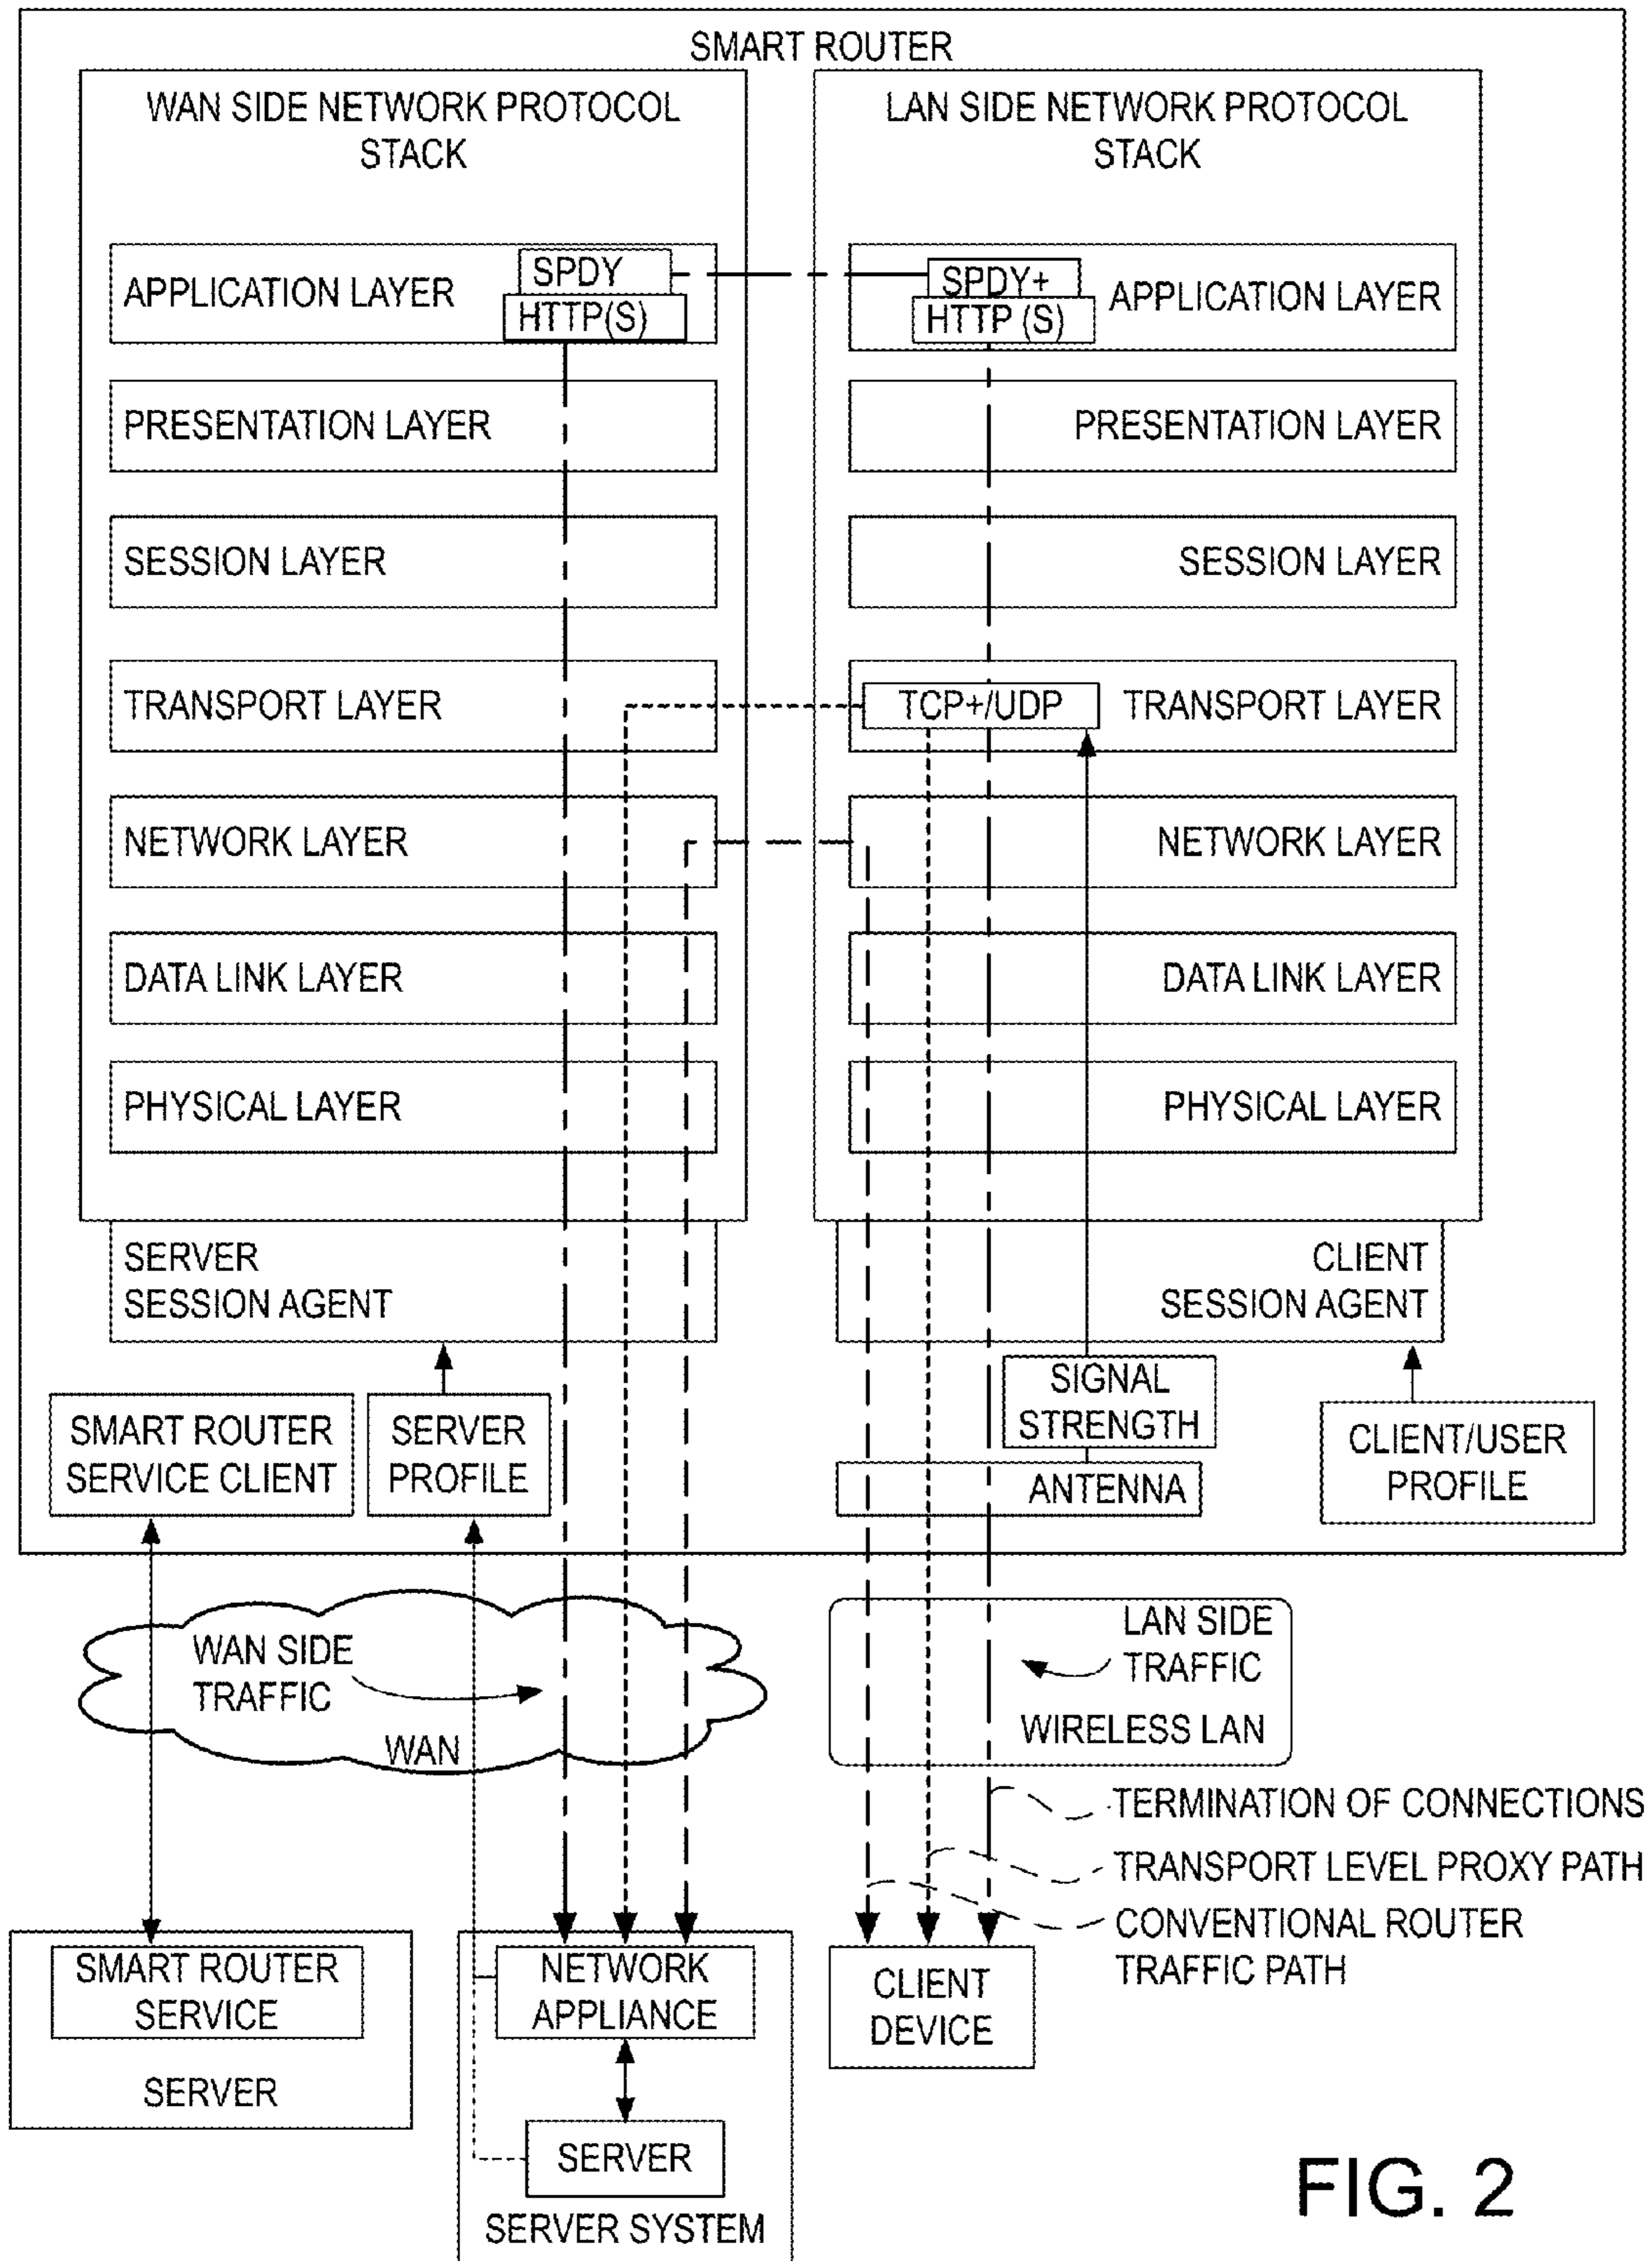 SMART ROUTER
WAN SIDE NETWORK PROTOCOL
STACK
LAN SIDE NETWORK PROTOCOL
STACK
APPLICATION LAYER
SPDY
HTTP(S)
SPDY+
HTTP (S)
APPLICATION LAYER
PRESENTATION LAYER
PRESENTATION LAYER
SESSION LAYER
SESSION LAYER
TRANSPORT LAYER
TCP+/UDP
TRANSPORT LAYER
NETWORK LAYER
NETWORK LAYER
DATA LINK LAYER
DATA LINK LAYER
PHYSICAL LAYER
PHYSICAL LAYER
SERVER
SESSION AGENT
CLIENT
SESSION AGENT
SMART ROUTER
SERVICE CLIENT
SERVER
PROFILE
SIGNAL
STRENGTH
ANTENNA
CLIENT/USER
PROFILE
WAN SIDE
TRAFFIC
WAN
LAN SIDE
TRAFFIC
WIRELESS LAN
TERMINATION OF CONNECTIONS
TRANSPORT LEVEL PROXY PATH
CONVENTIONAL ROUTER
TRAFFIC PATH
SMART ROUTER
SERVICE
SERVER
NETWORK
APPLIANCE
SERVER
SERVER SYSTEM
CLIENT
DEVICE
FIG. 2